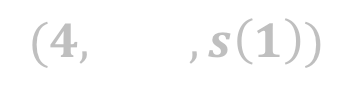 (4, , s(1))